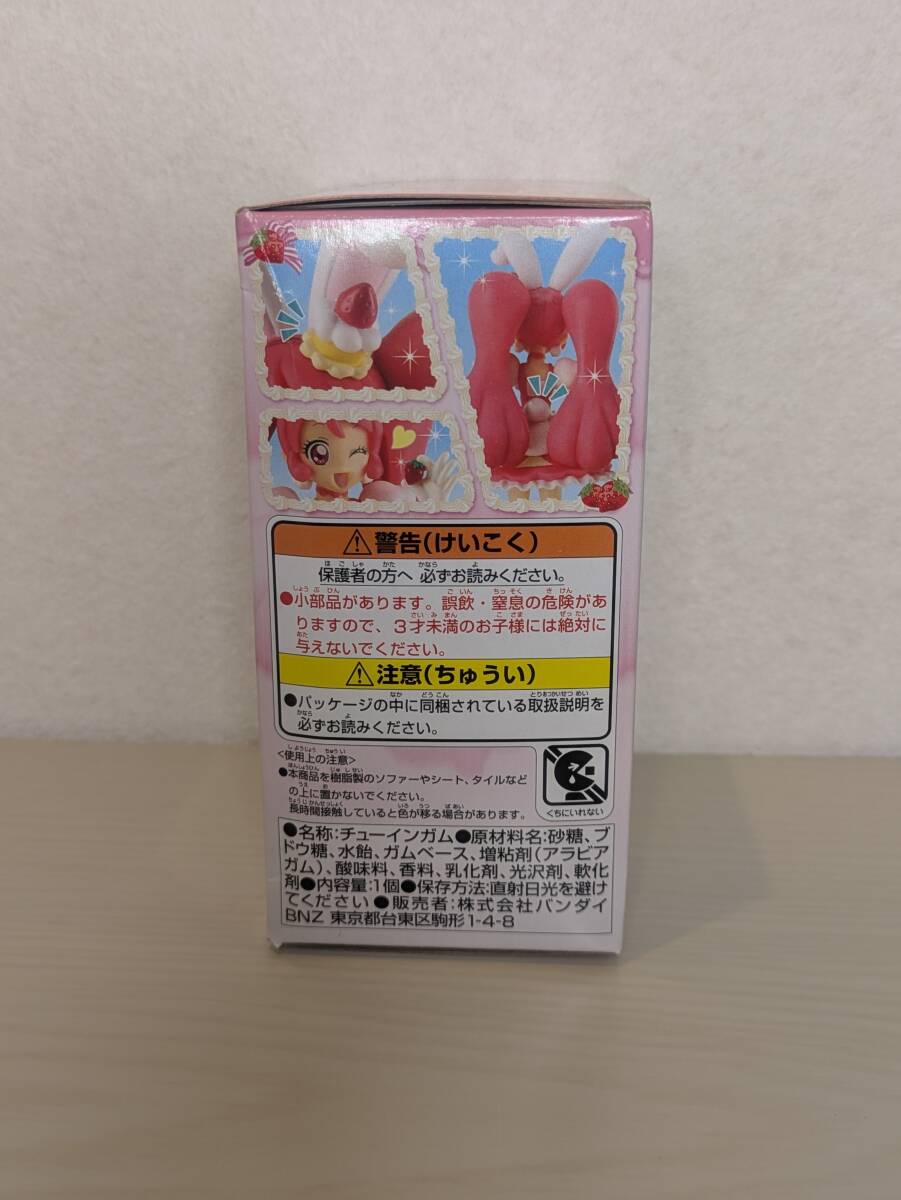 警告(けいこく)
保護者の方へ 必ずお読みください。
●小部品があります。誤飲・窒息の危険があ
りますので、3才未満のお子様には絶対に
与えないでください。
注意(ちゅうい)
●パッケージの中に同梱されている取扱説明を
必ずお読みください。
<使用上の注意>
●本商品を樹脂製のソファーやシート、タイルなど
の上に置かないでください。
長時間接触していると色が移る場合があります。
くちにいれない
●名称:チューインガム●原材料名:砂糖、ブ
ドウ糖、水飴、ガムベース、増粘剤(アラビア
ガム)、酸味料、香料、乳化剤、光沢剤、軟化
剤●内容量:1個●保存方法:直射日光を避け
てください●販売者:株式会社バンダイ
BNZ 東京都台東区駒形1-4-8